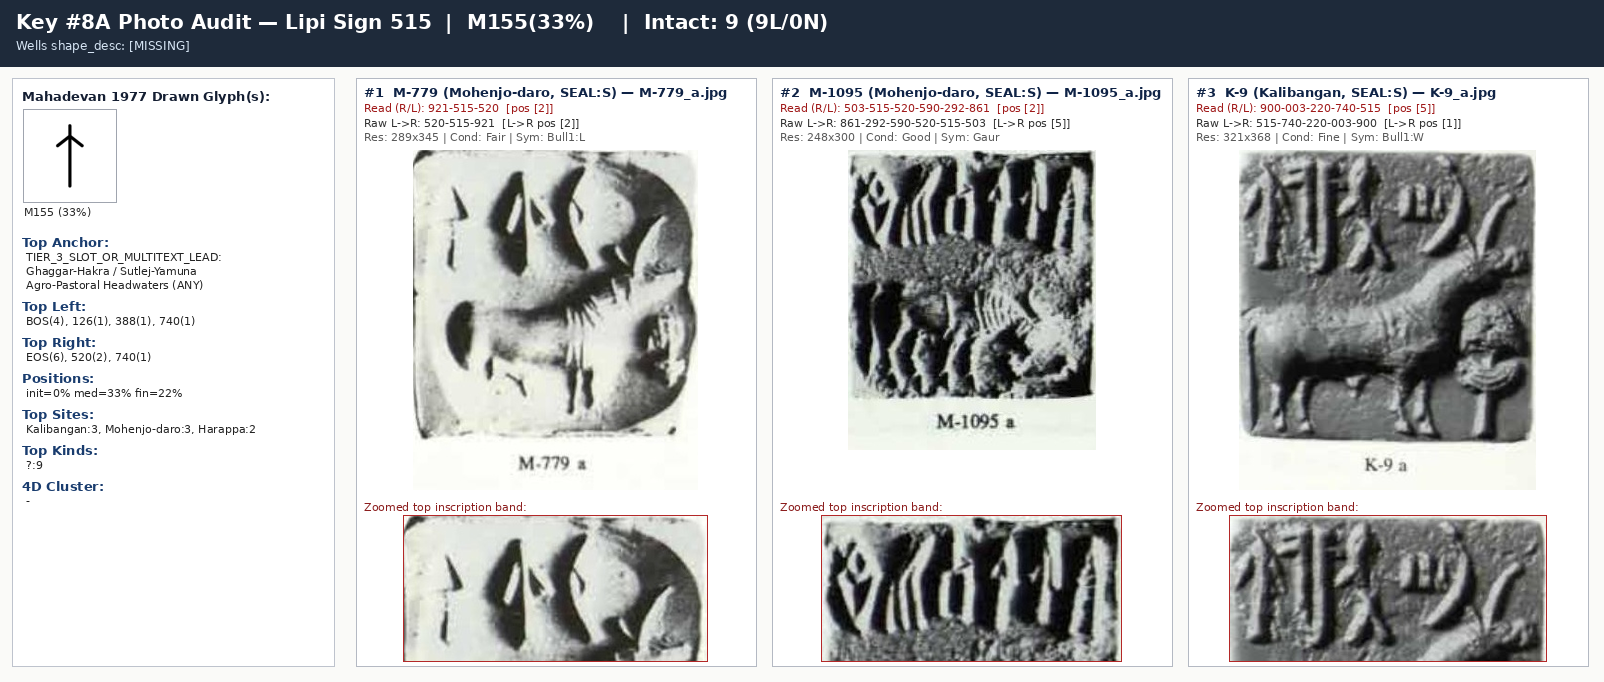 Key #8A Photo Audit — Lipi Sign 515 | M155(33%) | Intact: 9 (9L/0N)
Wells shape_desc: [MISSING]
Mahadevan 1977 Drawn Glyph(s):
M155 (33%)
Top Anchor:
TIER_3_SLOT_OR_MULTITEXT_LEAD:
Ghaggar-Hakra / Sutlej-Yamuna
Agro-Pastoral Headwaters (ANY)
Top Left:
BOS(4), 126(1), 388(1), 740(1)
Top Right:
EOS(6), 520(2), 740(1)
Positions:
init=0% med=33% fin=22%
Top Sites:
Kalibangan:3, Mohenjo-daro:3, Harappa:2
Top Kinds:
?:9
4D Cluster:
-
#1 M-779 (Mohenjo-daro, SEAL:S) — M-779_a.jpg
Read (R/L): 921-515-520 [pos [2]]
Raw L->R: 520-515-921 [L->R pos [2]]
Res: 289x345 | Cond: Fair | Sym: Bull1:L
M-779 a
Zoomed top inscription band:
#2 M-1095 (Mohenjo-daro, SEAL:S) — M-1095_a.jpg
Read (R/L): 503-515-520-590-292-861 [pos [2]]
Raw L->R: 861-292-590-520-515-503 [L->R pos [5]]
Res: 248x300 | Cond: Good | Sym: Gaur
M-1095 a
Zoomed top inscription band:
#3 K-9 (Kalibangan, SEAL:S) — K-9_a.jpg
Read (R/L): 900-003-220-740-515 [pos [5]]
Raw L->R: 515-740-220-003-900 [L->R pos [1]]
Res: 321x368 | Cond: Fine | Sym: Bull1:W
K-9 a
Zoomed top inscription band: